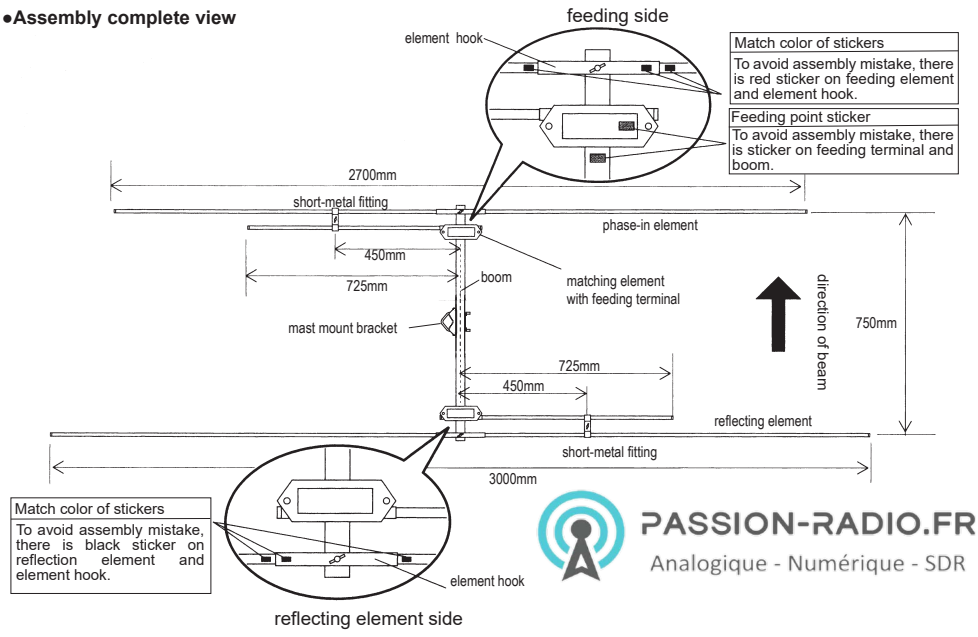 ●Assembly complete view
feeding side
element hook
Match color of stickers
To avoid assembly mistake, there
is red sticker on feeding element
and element hook.
Feeding point sticker
To avoid assembly mistake, there
is sticker on feeding terminal and
boom.
2700mm
short-metal fitting
phase-in element
450mm
725mm
boom
matching element
with feeding terminal
mast mount bracket
direction of beam
750mm
725mm
450mm
reflecting element
short-metal fitting
3000mm
Match color of stickers
To avoid assembly mistake,
there is black sticker on
reflection element and
element hook.
element hook
reflecting element side
PASSION-RADIO.FR
Analogique - Numérique - SDR